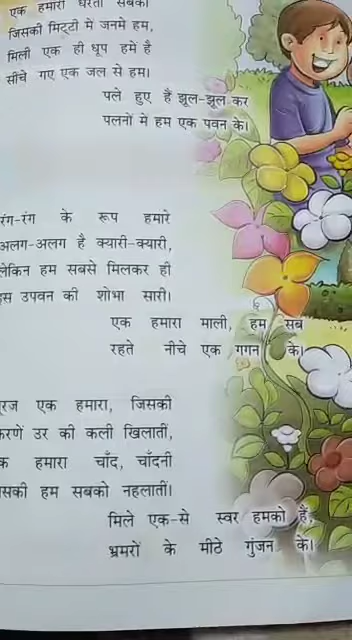 एक हमारी धरती सबकी
जिसकी मिट्टी में जनमे हम,
मिली एक ही धूप हमें है
सींचे गए एक जल से हम।
पले हुए हैं झूल-झूल कर
पलनों में हम एक पवन के।
रंग-रंग के रूप हमारे
अलग-अलग है क्यारी-क्यारी,
लेकिन हम सबसे मिलकर ही
इस उपवन की शोभा सारी।
एक हमारा माली, हम सब
रहते नीचे एक गगन के।
सूरज एक हमारा, जिसकी
किरणें उर की कली खिलातीं,
एक हमारा चाँद, चाँदनी
जिसकी हम सबको नहलातीं।
मिले एक-से स्वर हमको हैं,
भ्रमरों के मीठे गुंजन के।